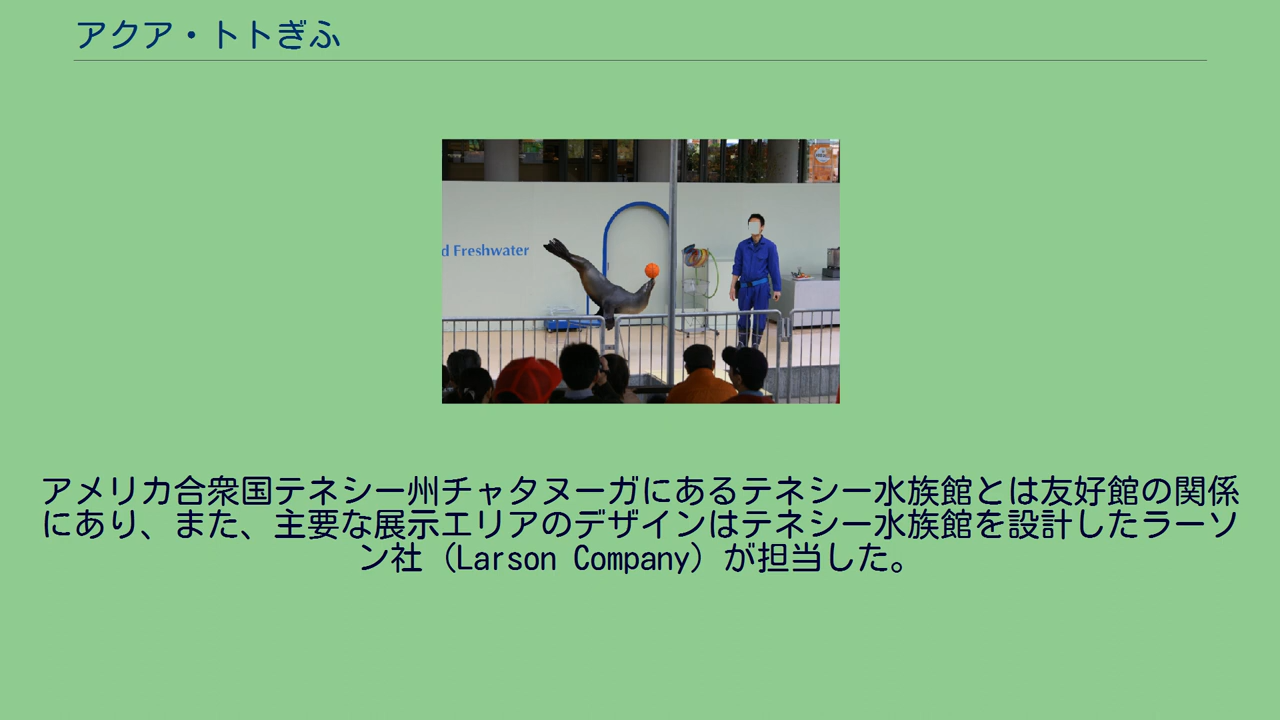 アクア・トトぎふ
d Freshwater
アメリカ合衆国テネシー州チャタヌーガにあるテネシー水族館とは友好館の関係
にあり、また、主要な展示エリアのデザインはテネシー水族館を設計したラーソ
ン社（Larson Company）が担当した。